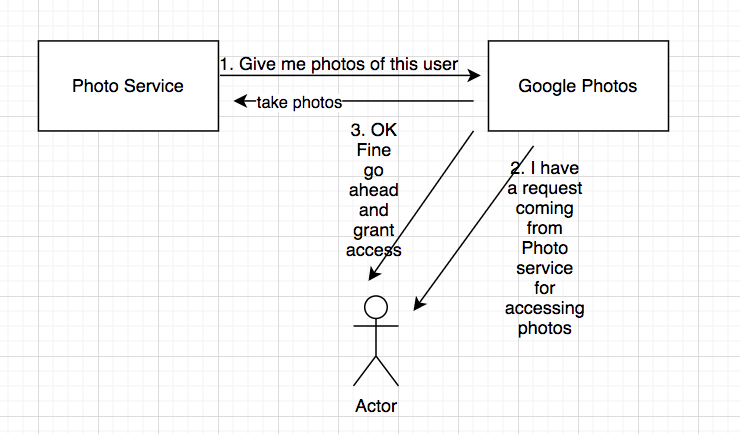 1. Give me photos of this user
Photo Service
Google Photos
take photos
3. OK
Fine
go
ahead
and
grant
access
2. I have
a request
coming
from
Photo
service
for
accessing
photos
Actor